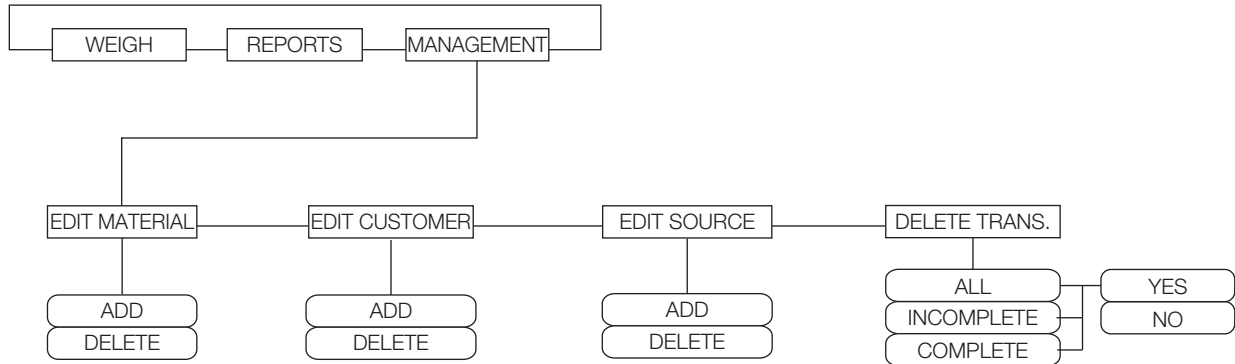 WEIGH
REPORTS
MANAGEMENT
EDIT MATERIAL
EDIT CUSTOMER
EDIT SOURCE
DELETE TRANS.
ADD
DELETE
ADD
DELETE
ADD
DELETE
ALL
INCOMPLETE
COMPLETE
YES
NO